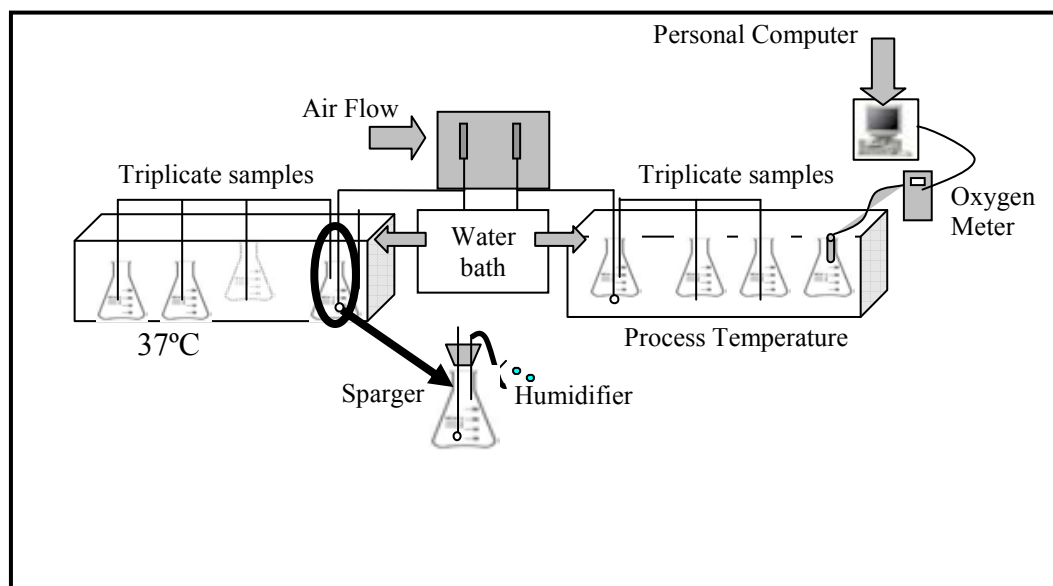 Personal Computer
Air Flow
Triplicate samples
Triplicate samples
Oxygen
Meter
Water
bath
37ºC
Process Temperature
Sparger
Humidifier